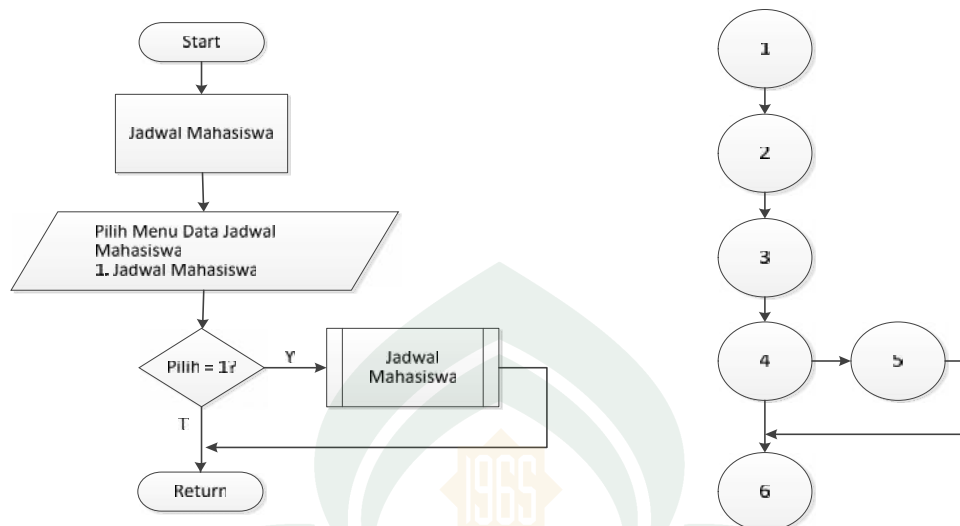 Start
Jadwal Mahasiswa
Pilih Menu Data Jadwal
Mahasiswa
1. Jadwal Mahasiswa
Pilih = 1?
Y
Jadwal
Mahasiswa
T
Return
1
2
3
4
5
6
1965